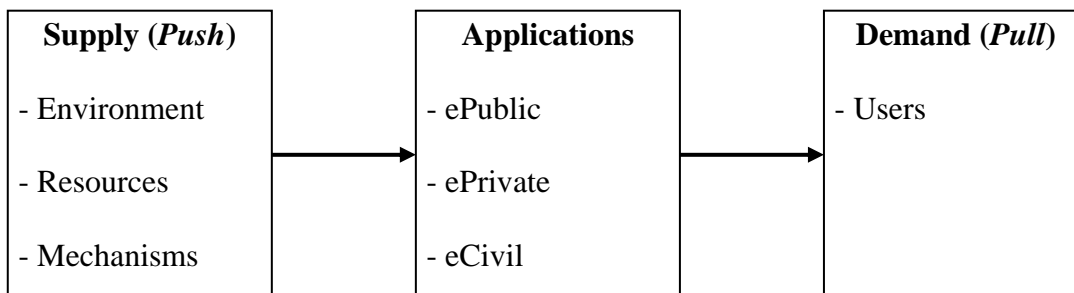 Supply (Push)
- Environment
- Resources
- Mechanisms
Applications
- ePublic
- ePrivate
- eCivil
Demand (Pull)
- Users